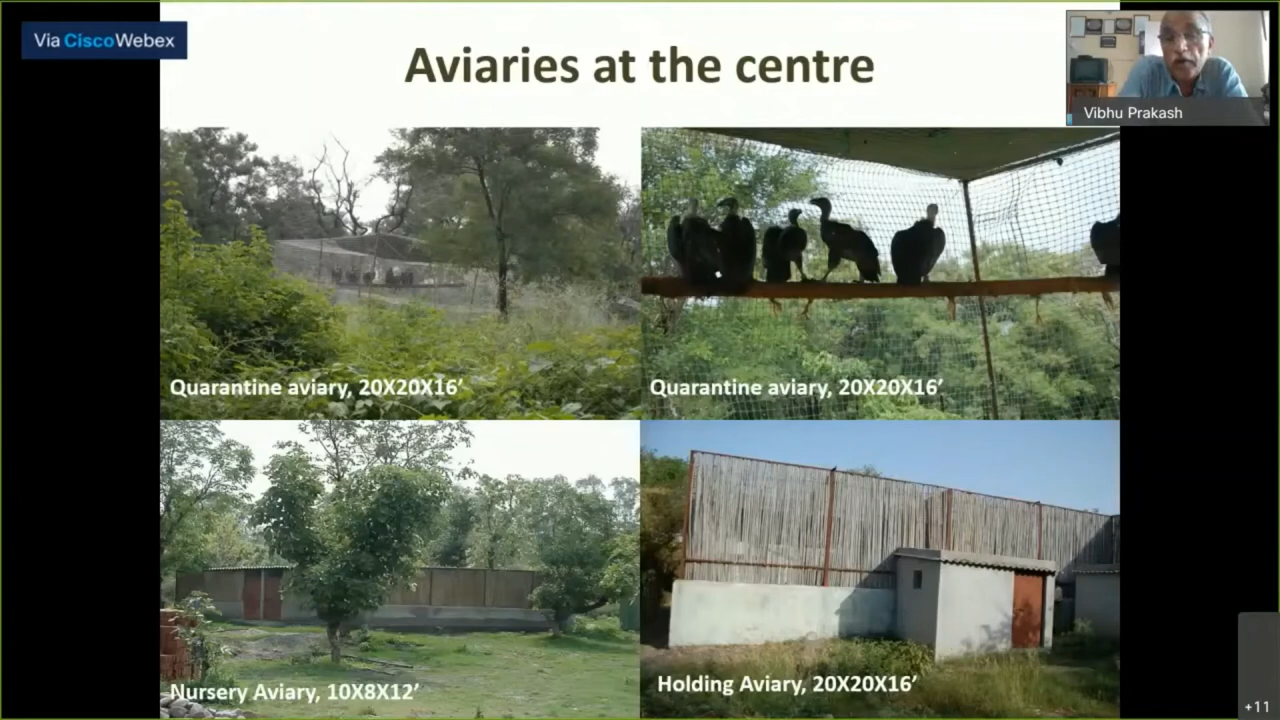 Via CiscoWebex
Aviaries at the centre
Vibhu Prakash
Quarantine aviary, 20X20X16’
Quarantine aviary, 20X20X16’
Nursery Aviary, 10X8X12’
Holding Aviary, 20X20X16’
+11